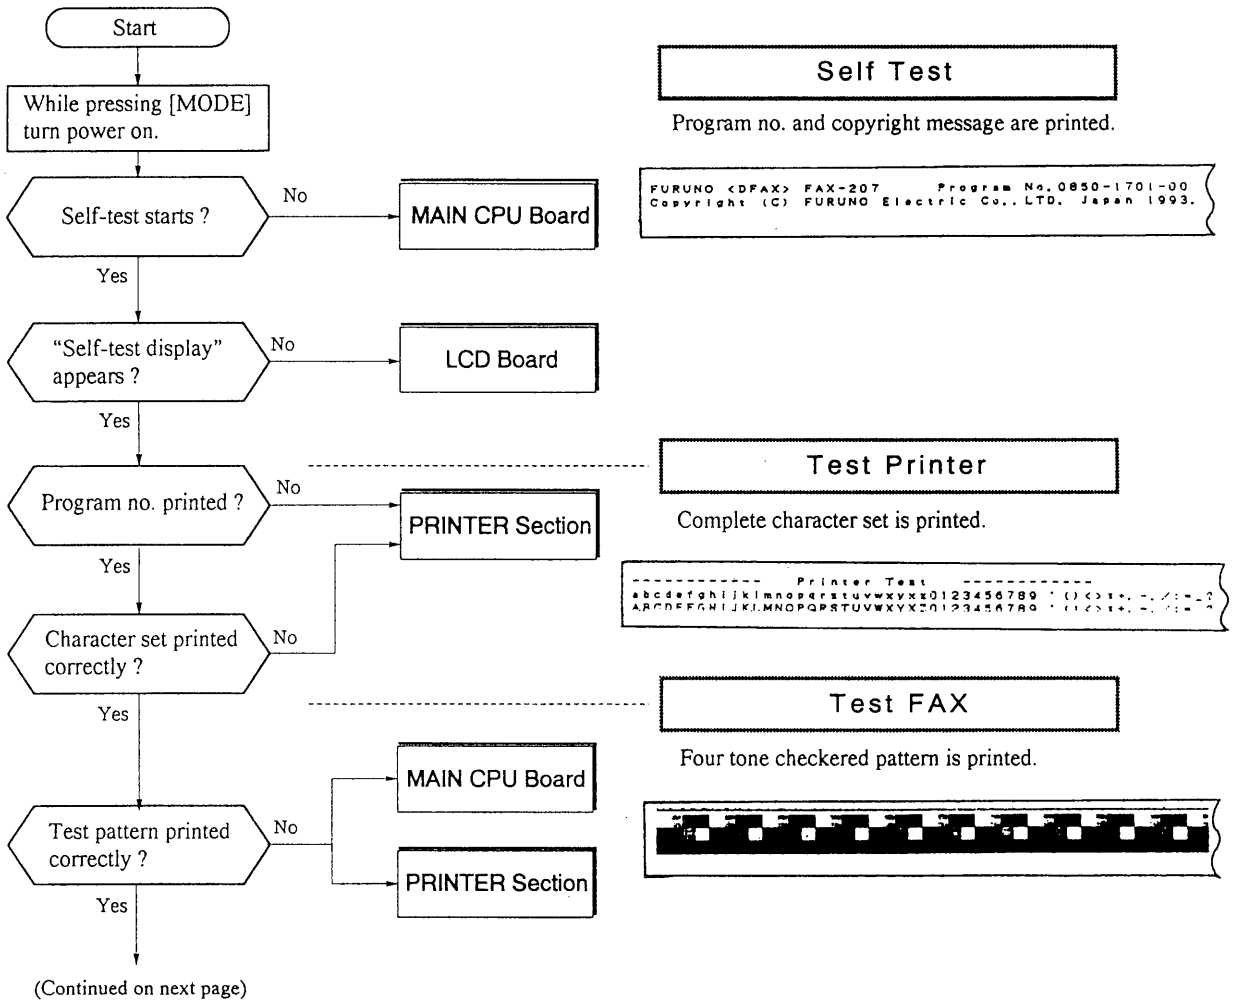 Start
While pressing [MODE]
turn power on.
Self-test starts ?
No
MAIN CPU Board
Yes
"Self-test display"
appears ?
No
LCD Board
Yes
Program no. printed ?
No
PRINTER Section
Yes
Character set printed
correctly ?
No
Yes
Test pattern printed
correctly ?
No
MAIN CPU Board
PRINTER Section
Yes
(Continued on next page)
Self Test
Program no. and copyright message are printed.
FURUNO <DFAX> FAX-207 Program No.0850-1701-00
Copyright (C) FURUNO Electric Co., LTD. Japan 1993.
Test Printer
Complete character set is printed.
------------ Printer Test ------------
abcdefghijklmnopqrstuvwxyz0123456789
Test FAX
Four tone checkered pattern is printed.